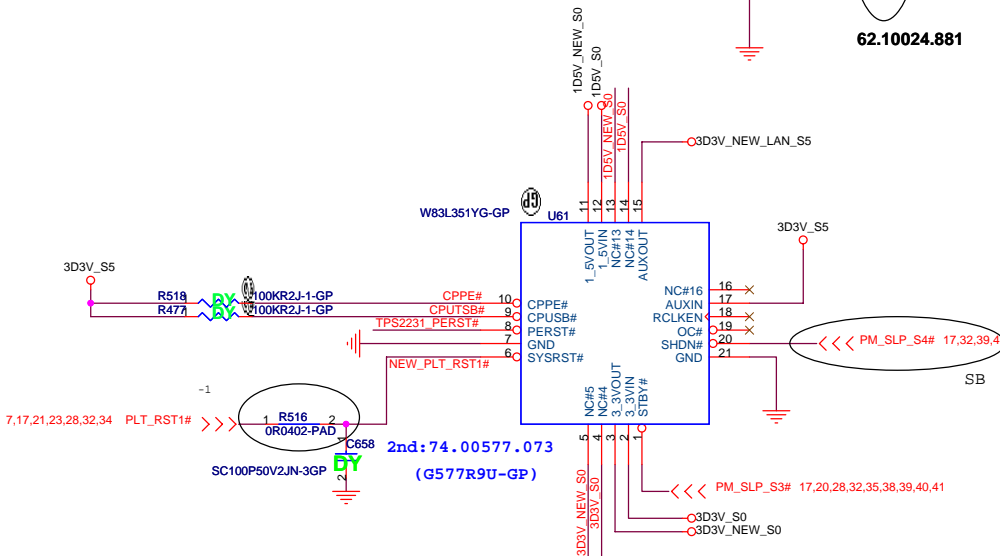 62.10024.881
1D5V_NEW_S0
1D5V_S0
1D5V_NEW_S0
1D5V_S0
3D3V_NEW_LAN_S5
W83L351YG-GP
GP
U61
11
12
13
14
15
1_5VOUT
1_5VIN
NC#13
NC#14
AUXOUT
3D3V_S5
3D3V_S5
R518
DY
100KR2J-1-GP
CPPE#
10
CPPE#
R477
DY
100KR2J-1-GP
CPUTSB#
9
CPUSB#
TPS2231_PERST#
8
PERST#
7
GND
NEW_PLT_RST1#
6
SYSRST#
NC#16
16
AUXIN
17
RCLKEN
18
OC#
19
SHDN#
20
GND
21
PM_SLP_S4# 17,32,39,4
SB
NC#5
NC#4
3_3VOUT
3_3VIN
STBY#
5
4
3
2
1
-1
7,17,21,23,28,32,34 PLT_RST1#
1
R516
2
0R0402-PAD
1
C658
DY
2
SC100P50V2JN-3GP
2nd:74.00577.073
(G577R9U-GP)
3D3V_NEW_S0
3D3V_S0
PM_SLP_S3# 17,20,28,32,35,38,39,40,41
3D3V_S0
3D3V_NEW_S0